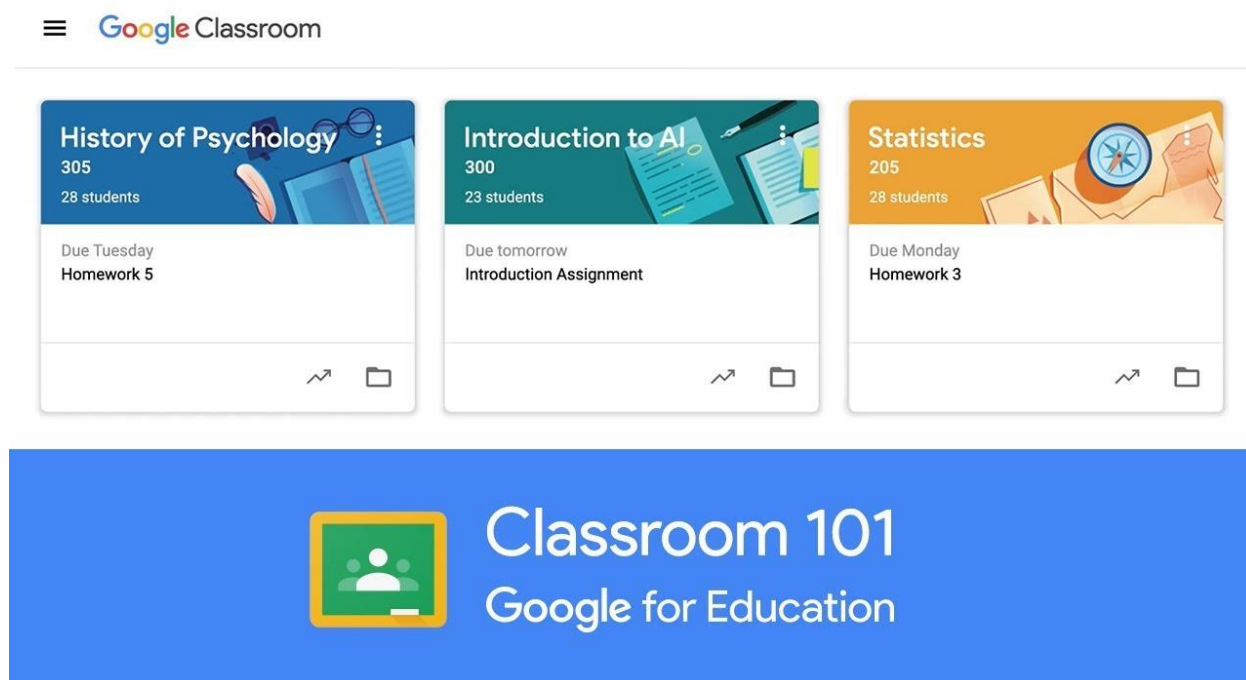 Google Classroom
History of Psychology
305
28 students
Due Tuesday
Homework 5
Introduction to AI
300
23 students
Due tomorrow
Introduction Assignment
Statistics
205
28 students
Due Monday
Homework 3
Classroom 101
Google for Education